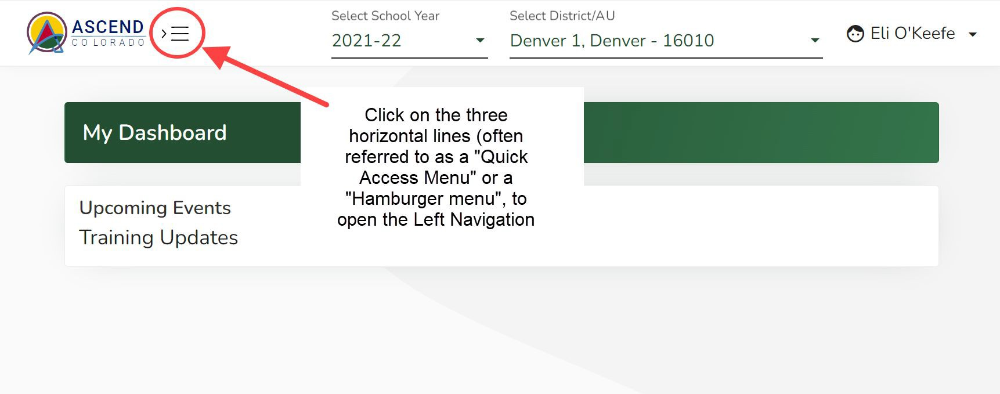 ASCEND
COLORADO
Select School Year
2021-22
Select District/AU
Denver 1, Denver - 16010
Eli O'Keefe
My Dashboard
Click on the three
horizontal lines (often
referred to as a "Quick
Access Menu" or a
"Hamburger menu", to
open the Left Navigation
Upcoming Events
Training Updates